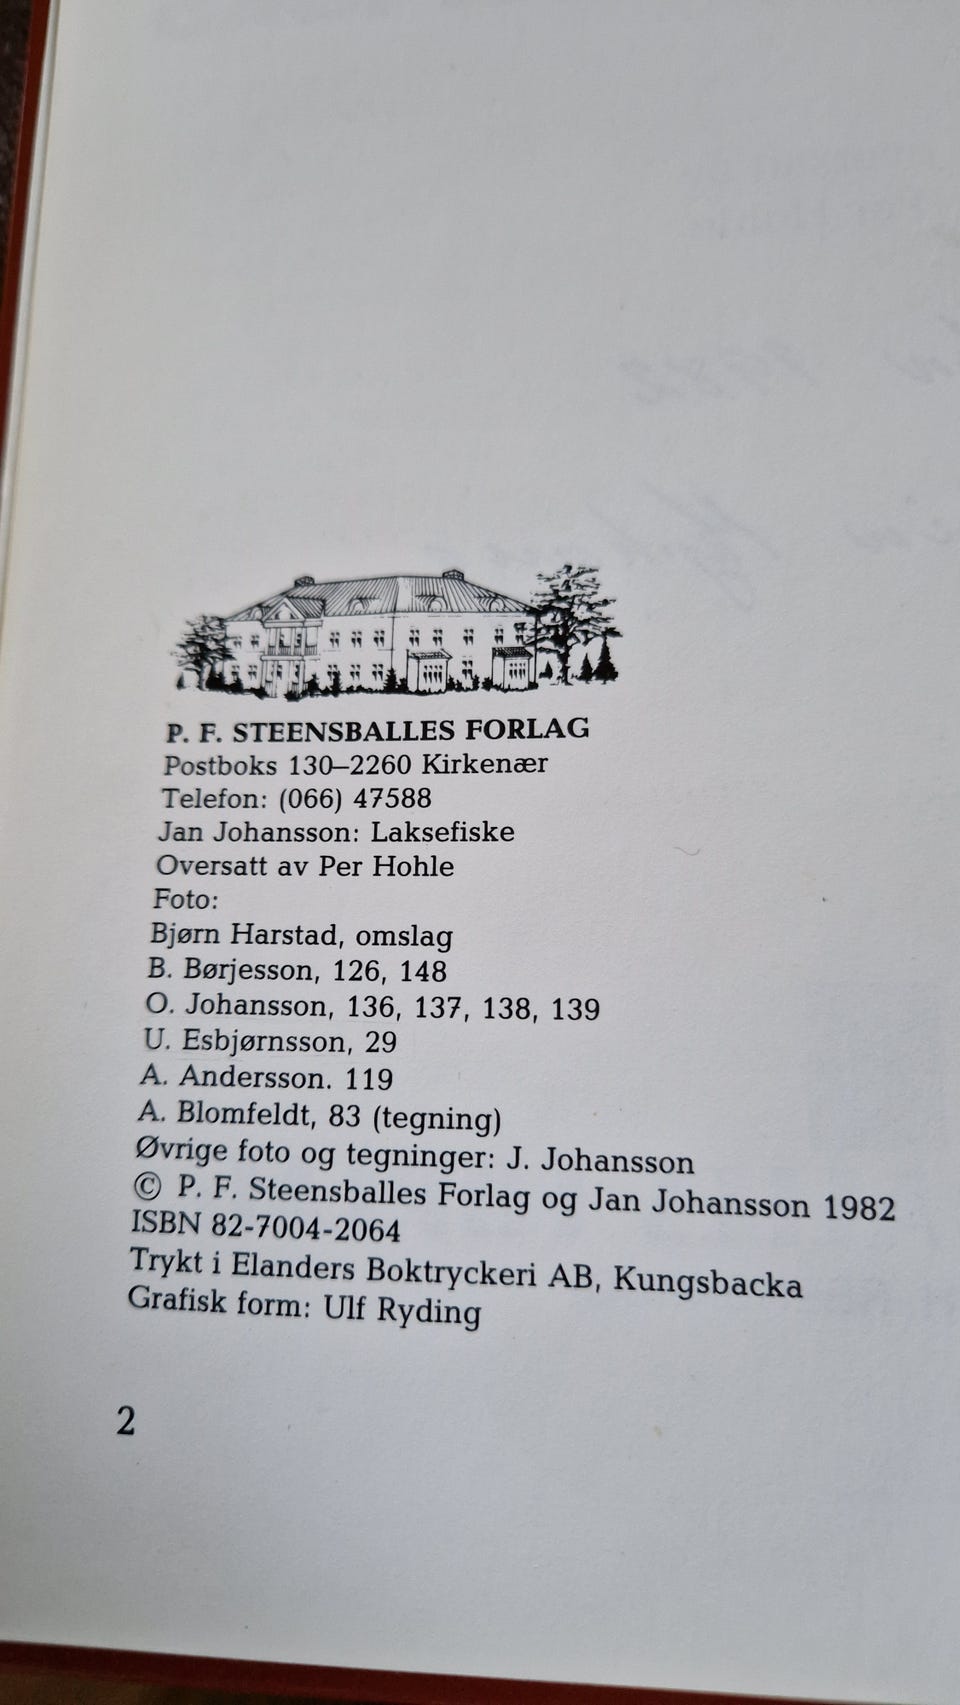 P. F. STEENSBALLES FORLAG
Postboks 130–2260 Kirkenær
Telefon: (066) 47588
Jan Johansson: Laksefiske
Oversatt av Per Hohle
Foto:
Bjørn Harstad, omslag
B. Børjesson, 126, 148
O. Johansson, 136, 137, 138, 139
U. Esbjørnsson, 29
A. Andersson. 119
A. Blomfeldt, 83 (tegning)
Øvrige foto og tegninger: J. Johansson
© P. F. Steensballes Forlag og Jan Johansson 1982
ISBN 82-7004-2064
Trykt i Elanders Boktryckeri AB, Kungsbacka
Grafisk form: Ulf Ryding
2